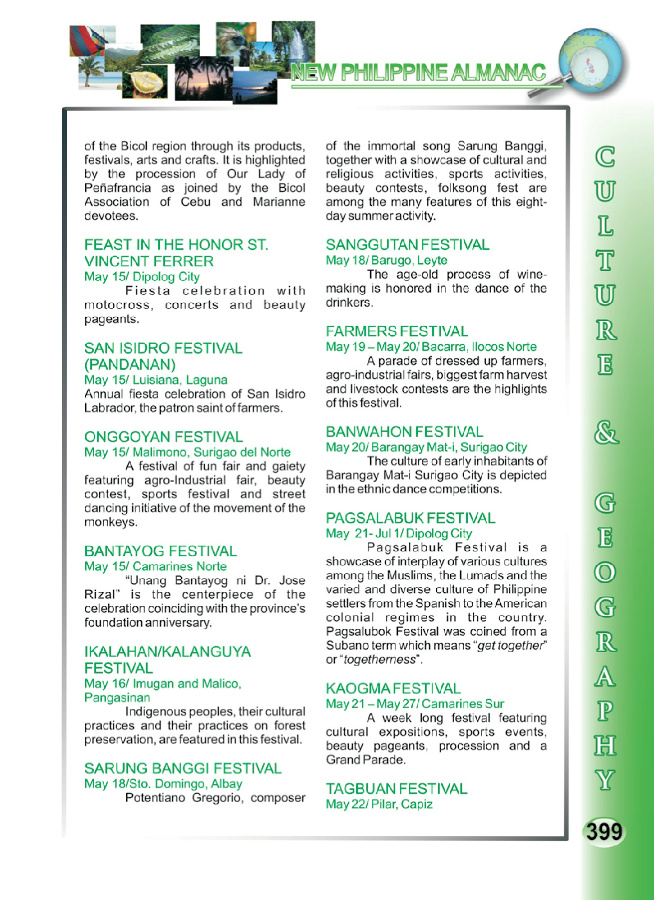 NEW PHILIPPINE ALMANAC
of the Bicol region through its products,
festivals, arts and crafts. It is highlighted
by the procession of Our Lady of
Peñafrancia as joined by the Bicol
Association of Cebu and Marianne
devotees.
FEAST IN THE HONOR ST.
VINCENT FERRER
May 15/ Dipolog City
Fiesta celebration with
motocross, concerts and beauty
pageants.
SAN ISIDRO FESTIVAL
(PANDANAN)
May 15/ Luisiana, Laguna
Annual fiesta celebration of San Isidro
Labrador, the patron saint of farmers.
ONGGOYAN FESTIVAL
May 15/ Malimono, Surigao del Norte
A festival of fun fair and gaiety
featuring agro-Industrial fair, beauty
contest, sports festival and street
dancing initiative of the movement of the
monkeys.
BANTAYOG FESTIVAL
May 15/ Camarines Norte
“Unang Bantayog ni Dr. Jose
Rizal” is the centerpiece of the
celebration coinciding with the province's
foundation anniversary.
IKALAHAN/KALANGUYA
FESTIVAL
May 16/ Imugan and Malico,
Pangasinan
Indigenous peoples, their cultural
practices and their practices on forest
preservation, are featured in this festival.
SARUNG BANGGI FESTIVAL
May 18/Sto. Domingo, Albay
Potentiano Gregorio, composer
of the immortal song Sarung Banggi,
together with a showcase of cultural and
religious activities, sports activities,
beauty contests, folksong fest are
among the many features of this eight-
day summer activity.
SANGGUTAN FESTIVAL
May 18/ Barugo, Leyte
The age-old process of wine-
making is honored in the dance of the
drinkers.
FARMERS FESTIVAL
May 19 – May 20/ Bacarra, Ilocos Norte
A parade of dressed up farmers,
agro-industrial fairs, biggest farm harvest
and livestock contests are the highlights
of this festival.
BANWAHON FESTIVAL
May 20/ Barangay Mat-i, Surigao City
The culture of early inhabitants of
Barangay Mat-i Surigao City is depicted
in the ethnic dance competitions.
PAGSALABUK FESTIVAL
May 21- Jul 1/ Dipolog City
Pagsalabuk Festival is a
showcase of interplay of various cultures
among the Muslims, the Lumads and the
varied and diverse culture of Philippine
settlers from the Spanish to the American
colonial regimes in the country.
Pagsalubok Festival was coined from a
Subano term which means “get together”
or “togetherness”.
KAOGMA FESTIVAL
May 21 – May 27/ Camarines Sur
A week long festival featuring
cultural expositions, sports events,
beauty pageants, procession and a
Grand Parade.
TAGBUAN FESTIVAL
May 22/ Pilar, Capiz
CULTURE & GEOGRAPHY
399